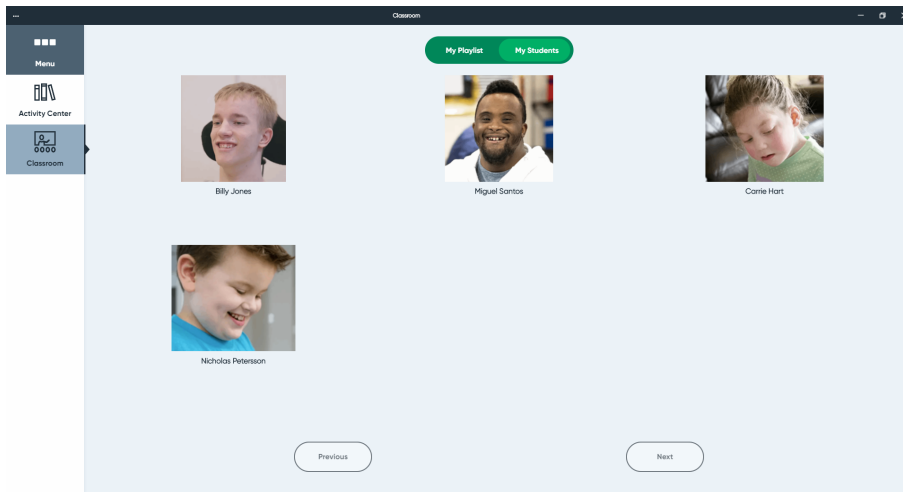 Classroom
Menu
Activity Center
Classroom
My Playlist
My Students
Billy Jones
Miguel Santos
Carrie Hart
Nicholas Petersson
Previous
Next